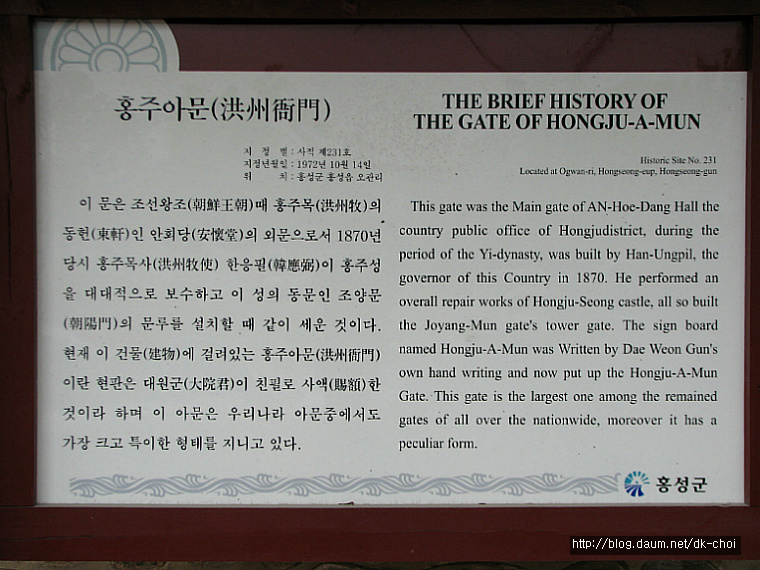 홍주아문(洪州衙門)
지 정 별 : 사적 제231호
지정년월일 : 1972년 10월 14일
위 치 : 홍성군 홍성읍 오관리
이 문은 조선왕조(朝鮮王朝)때 홍주목(洪州牧)의
동헌(東軒)인 안회당(安懷堂)의 외문으로서 1870년
당시 홍주목사(洪州牧使) 한응필(韓應弼)이 홍주성
을 대대적으로 보수하고 이 성의 동문인 조양문
(朝陽門)의 문루를 설치할 때 같이 세운 것이다.
현재 이 건물(建物)에 걸려있는 홍주아문(洪州衙門)
이란 현판은 대원군(大院君)이 친필로 사액(賜額)한
것이라 하며 이 아문은 우리나라 아문중에서도
가장 크고 특이한 형태를 지니고 있다.
THE BRIEF HISTORY OF
THE GATE OF HONGJU-A-MUN
Historic Site No. 231
Located at Ogwan-ri, Hongseong-eup, Hongseong-gun
This gate was the Main gate of AN-Hoe-Dang Hall the
country public office of Hongjudistrict, during the
period of the Yi-dynasty, was built by Han-Ungpil, the
governor of this Country in 1870. He performed an
overall repair works of Hongju-Seong castle, all so built
the Joyang-Mun gate's tower gate. The sign board
named Hongju-A-Mun was Written by Dae Weon Gun's
own hand writing and now put up the Hongju-A-Mun
Gate. This gate is the largest one among the remained
gates of all over the nationwide, moreover it has a
peculiar form.
홍성군
http://blog.daum.net/dk-choi